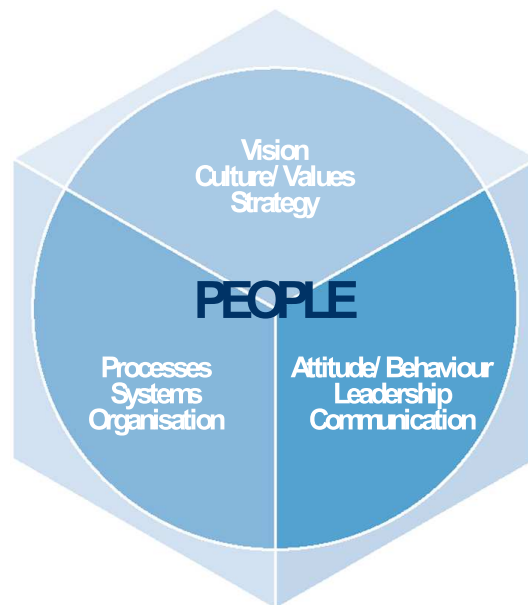 Vision
Culture/ Values
Strategy
PEOPLE
Processes
Systems
Organisation
Attitude/ Behaviour
Leadership
Communication